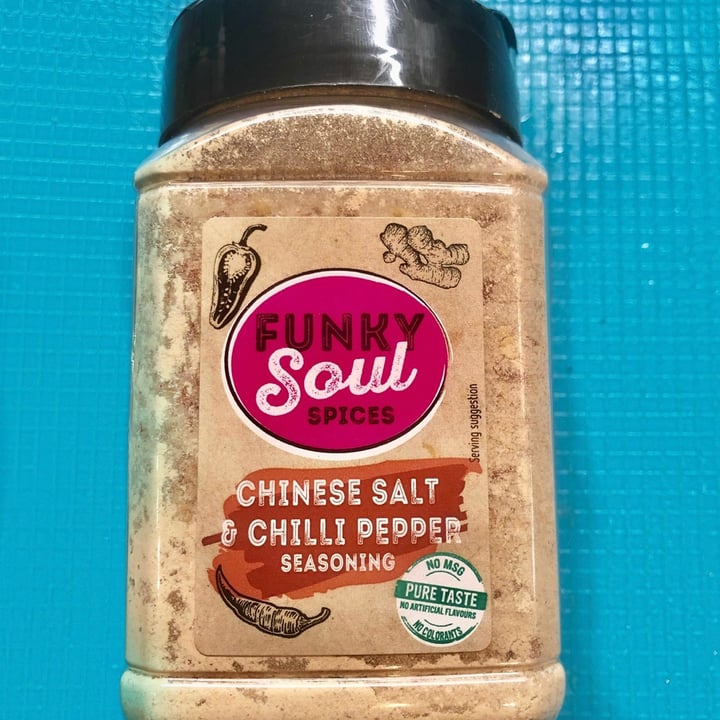 FUNKY
Soul
SPICES
Serving suggestion
CHINESE SALT
& CHILLI PEPPER
SEASONING
NO MSG
PURE TASTE
NO ARTIFICIAL FLAVOURS
NO COLORANTS